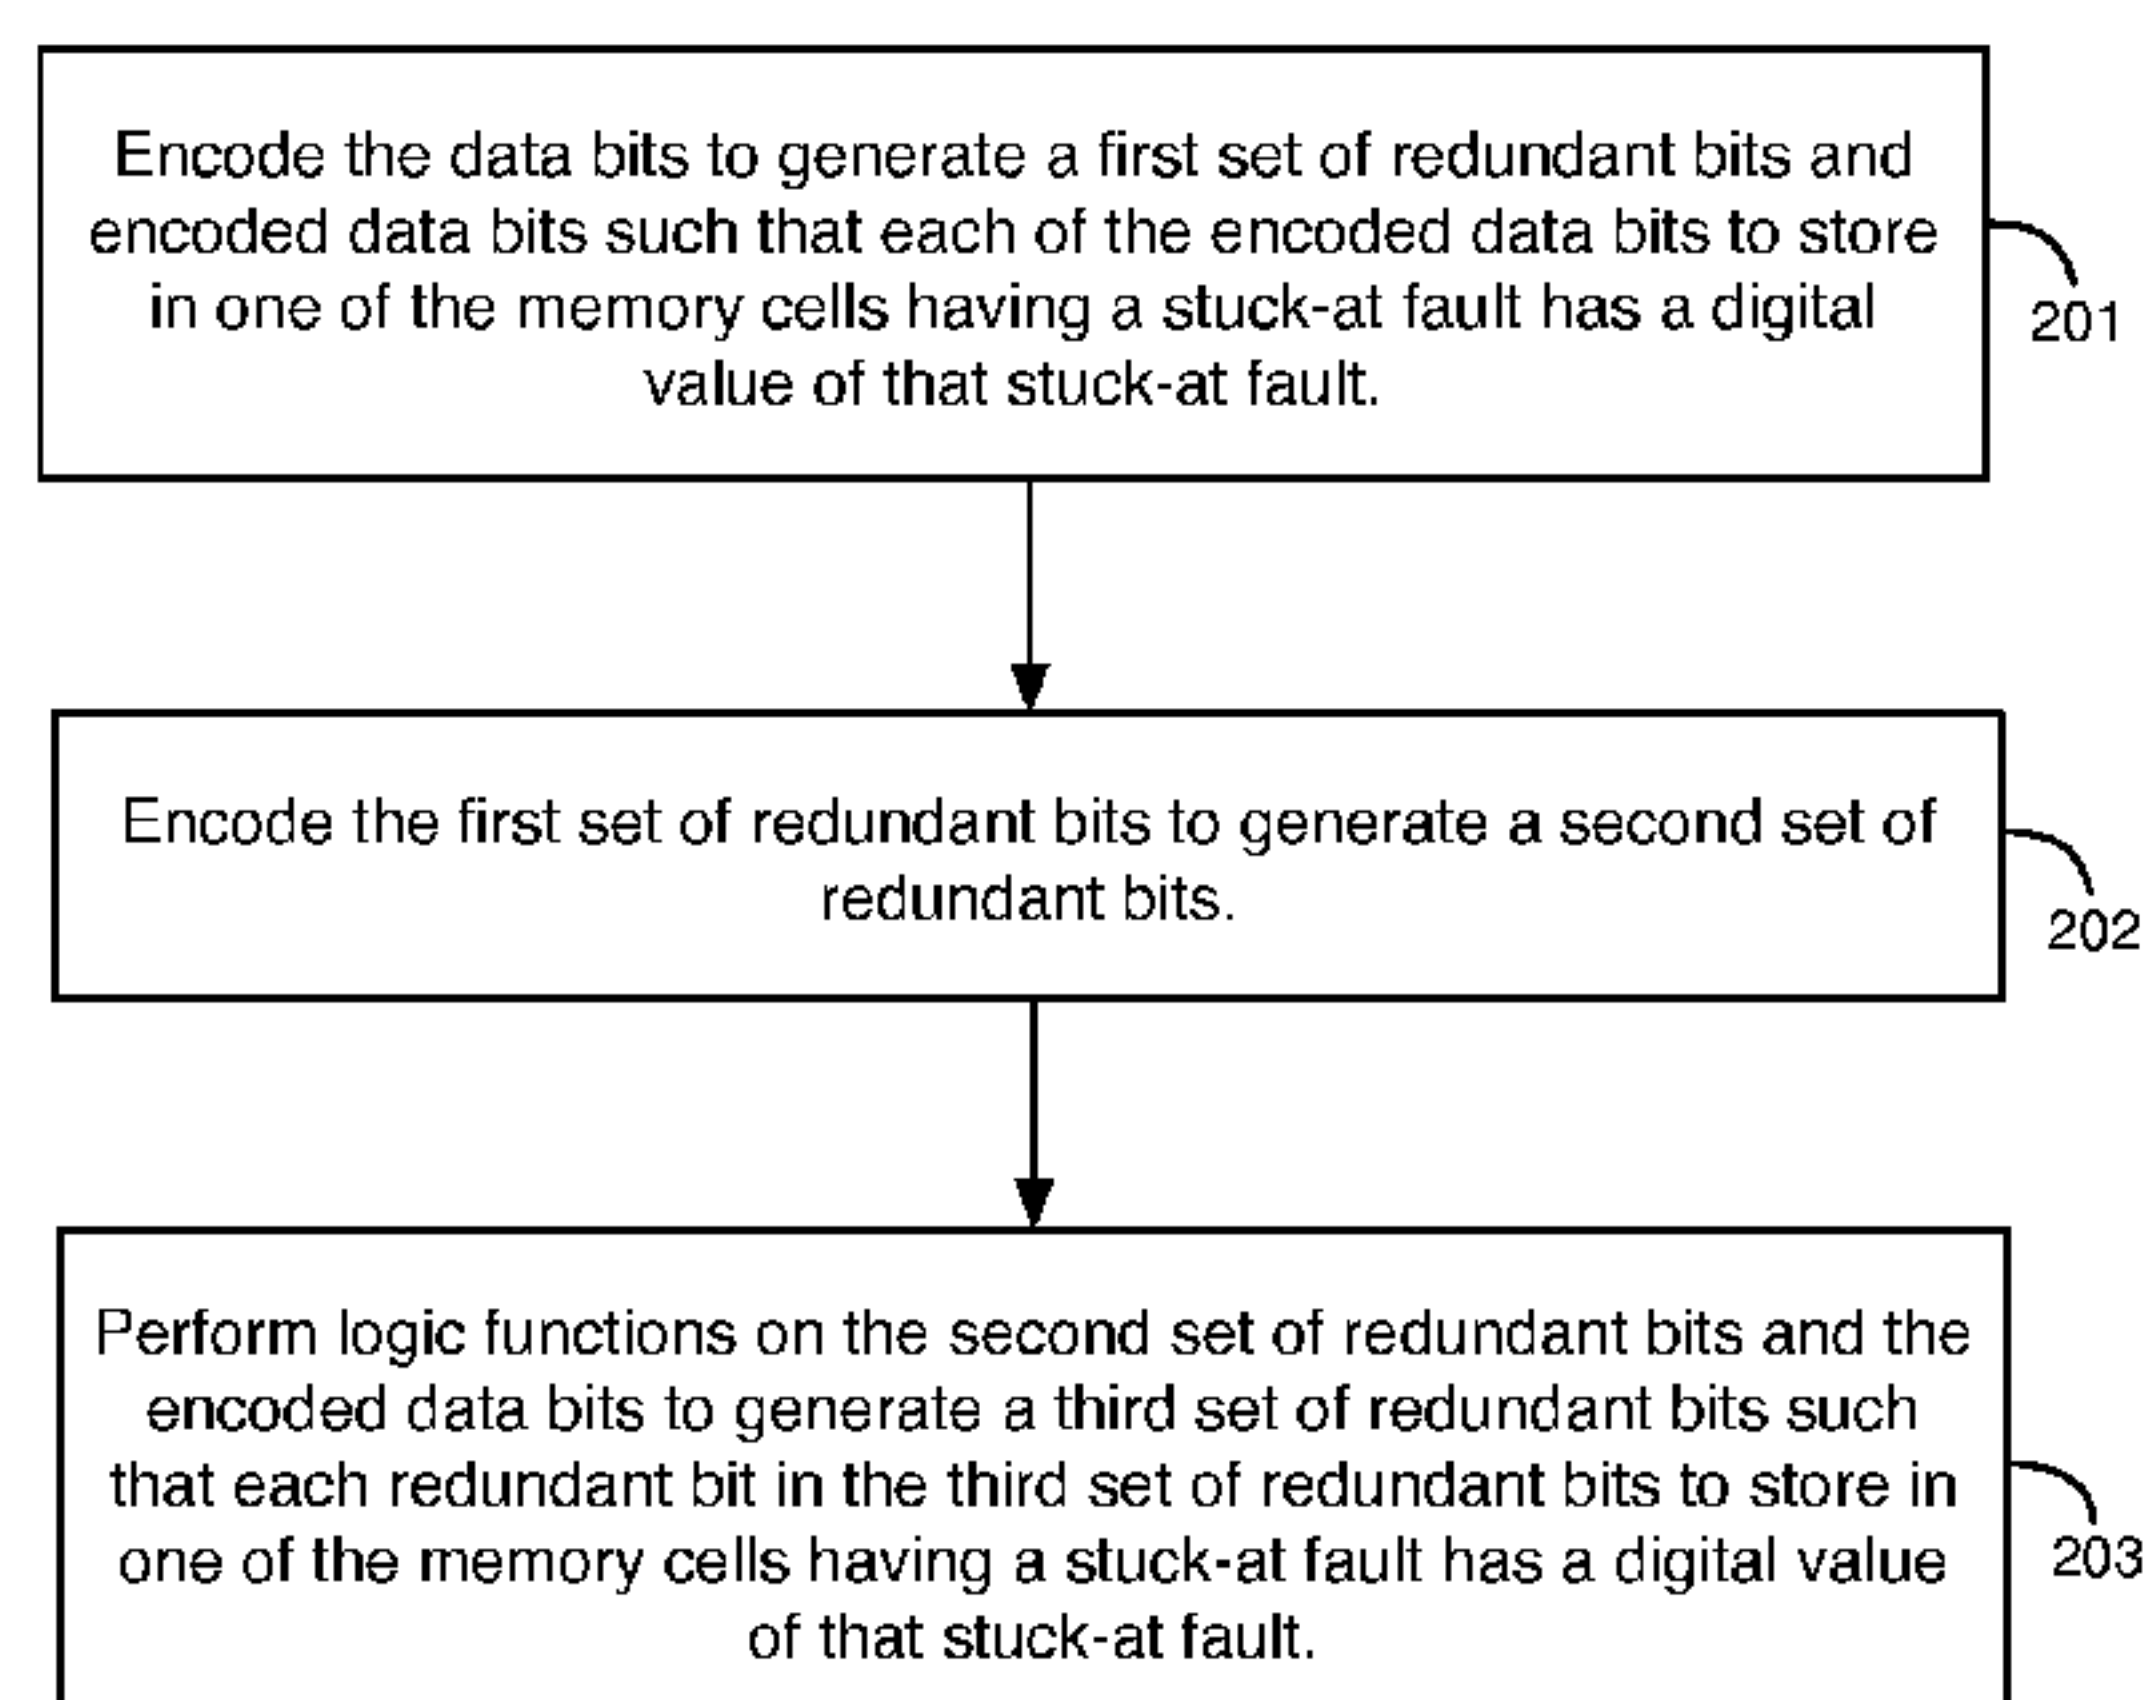 Encode the data bits to generate a first set of redundant bits and
encoded data bits such that each of the encoded data bits to store
in one of the memory cells having a stuck-at fault has a digital
value of that stuck-at fault.
201
Encode the first set of redundant bits to generate a second set of
redundant bits.
202
Perform logic functions on the second set of redundant bits and the
encoded data bits to generate a third set of redundant bits such
that each redundant bit in the third set of redundant bits to store in
one of the memory cells having a stuck-at fault has a digital value
of that stuck-at fault.
203